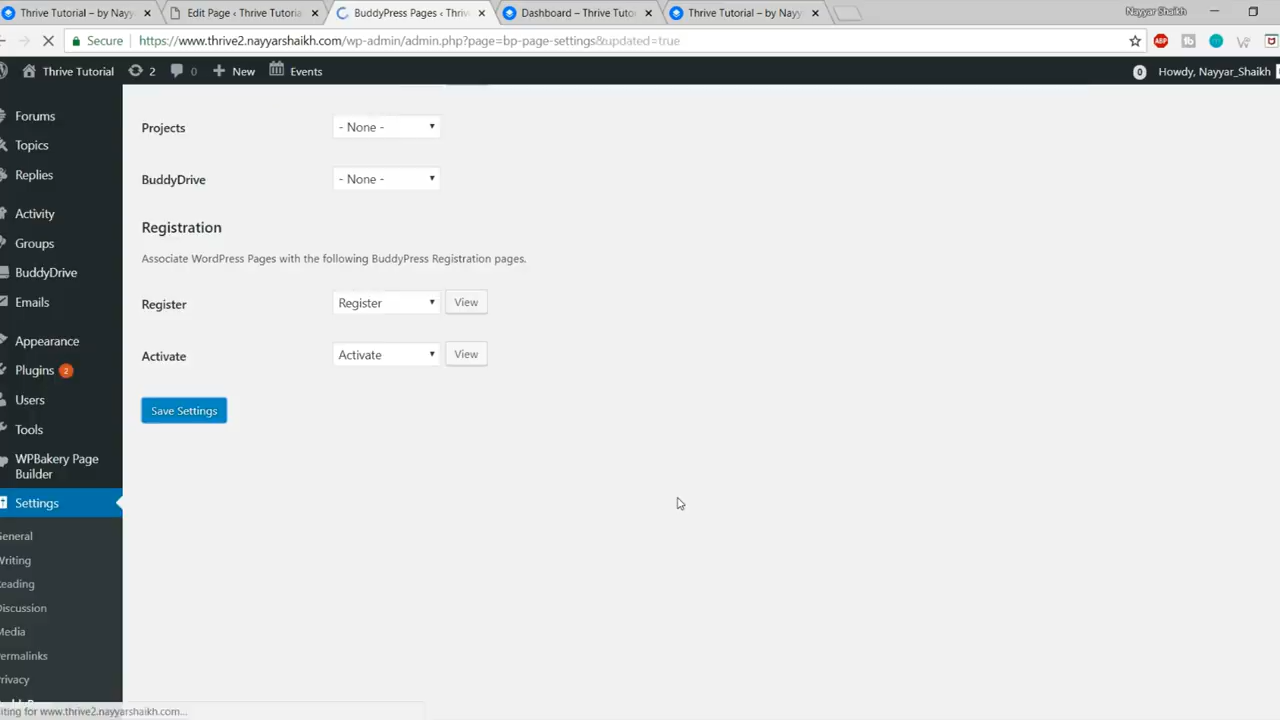 Thrive Tutorial – by Nayy
Edit Page ‹ Thrive Tutorial
BuddyPress Pages ‹ Thriv
Dashboard – Thrive Tuto
Thrive Tutorial – by Nayy
Nayyar Shaikh
Secure
https://www.thrive2.nayyarshaikh.com/wp-admin/admin.php?page=bp-page-settings&updated=true
ABP
Thrive Tutorial
2
0
New
Events
0
Howdy, Nayyar_Shaikh
Forums
Topics
Replies
Activity
Groups
BuddyDrive
Emails
Appearance
Plugins 2
Users
Tools
WPBakery Page
Builder
Settings
General
Writing
Reading
Discussion
Media
Permalinks
Privacy
Projects
- None -
BuddyDrive
- None -
Registration
Associate WordPress Pages with the following BuddyPress Registration pages.
Register
Register
View
Activate
Activate
View
Save Settings
iting for www.thrive2.nayyarshaikh.com...